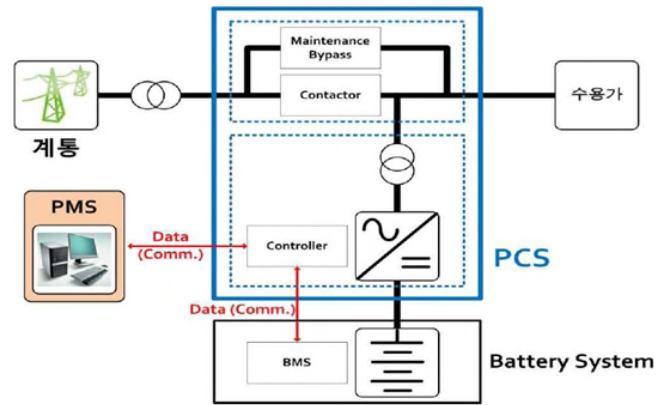 Maintenance
Bypass
Contactor
수용가
계통
PMS
Data
(Comm.)
Controller
PCS
Data (Comm.)
BMS
Battery System